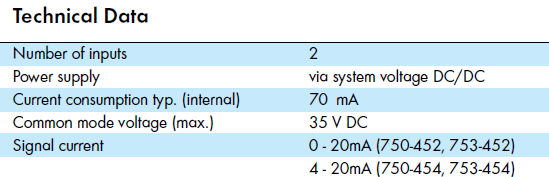 Technical Data
Number of inputs 2
Power supply via system voltage DC/DC
Current consumption typ. (internal) 70 mA
Common mode voltage (max.) 35 V DC
Signal current 0 - 20mA (750-452, 753-452)
4 - 20mA (750-454, 753-454)